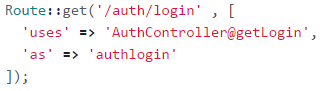 Route::get('/auth/login' , [
  'uses' => 'AuthController@getLogin',
  'as' => 'authlogin'
]);